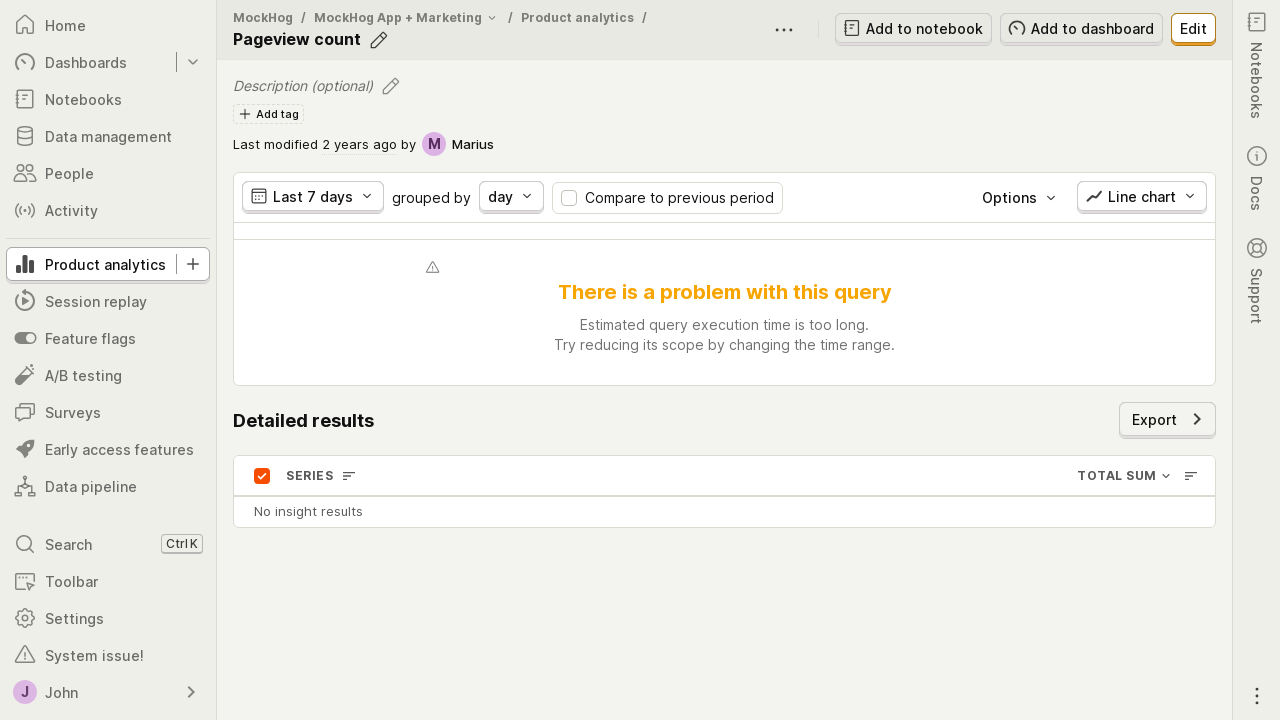 Home
Dashboards
Notebooks
Data management
People
Activity
Product analytics
Session replay
Feature flags
A/B testing
Surveys
Early access features
Data pipeline
Search Ctrl K
Toolbar
Settings
System issue!
J John
MockHog / MockHog App + Marketing / Product analytics /
Pageview count
Add to notebook Add to dashboard Edit
Description (optional)
Add tag
Last modified 2 years ago by M Marius
Last 7 days grouped by day Compare to previous period Options Line chart
There is a problem with this query
Estimated query execution time is too long.
Try reducing its scope by changing the time range.
Detailed results Export
SERIES TOTAL SUM
No insight results
Notebooks
Docs
Support